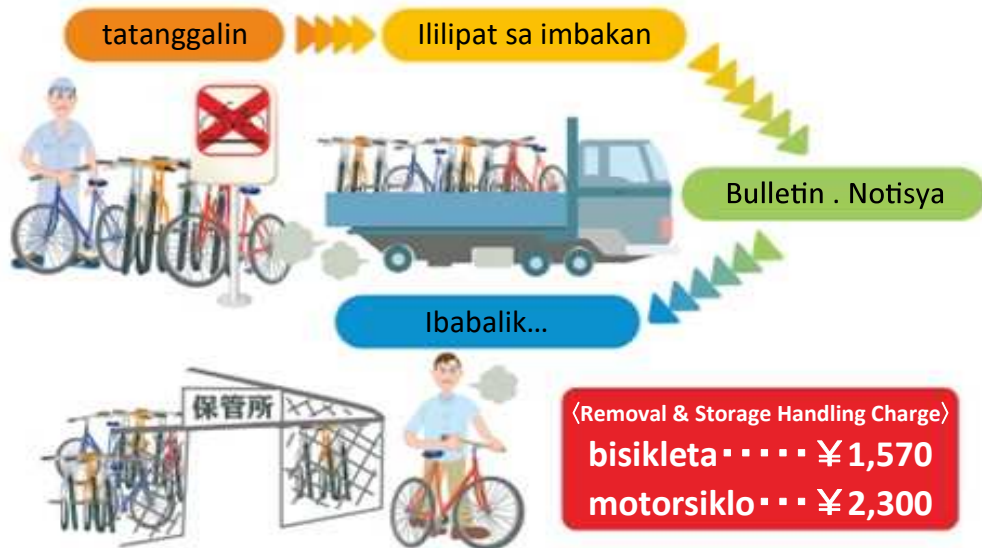 tatanggalin
Ililipat sa imbakan
Bulletin . Notisya
Ibabalik...
保管所
〈Removal & Storage Handling Charge〉
bisikleta・・・・・￥1,570
motorsiklo・・・￥2,300